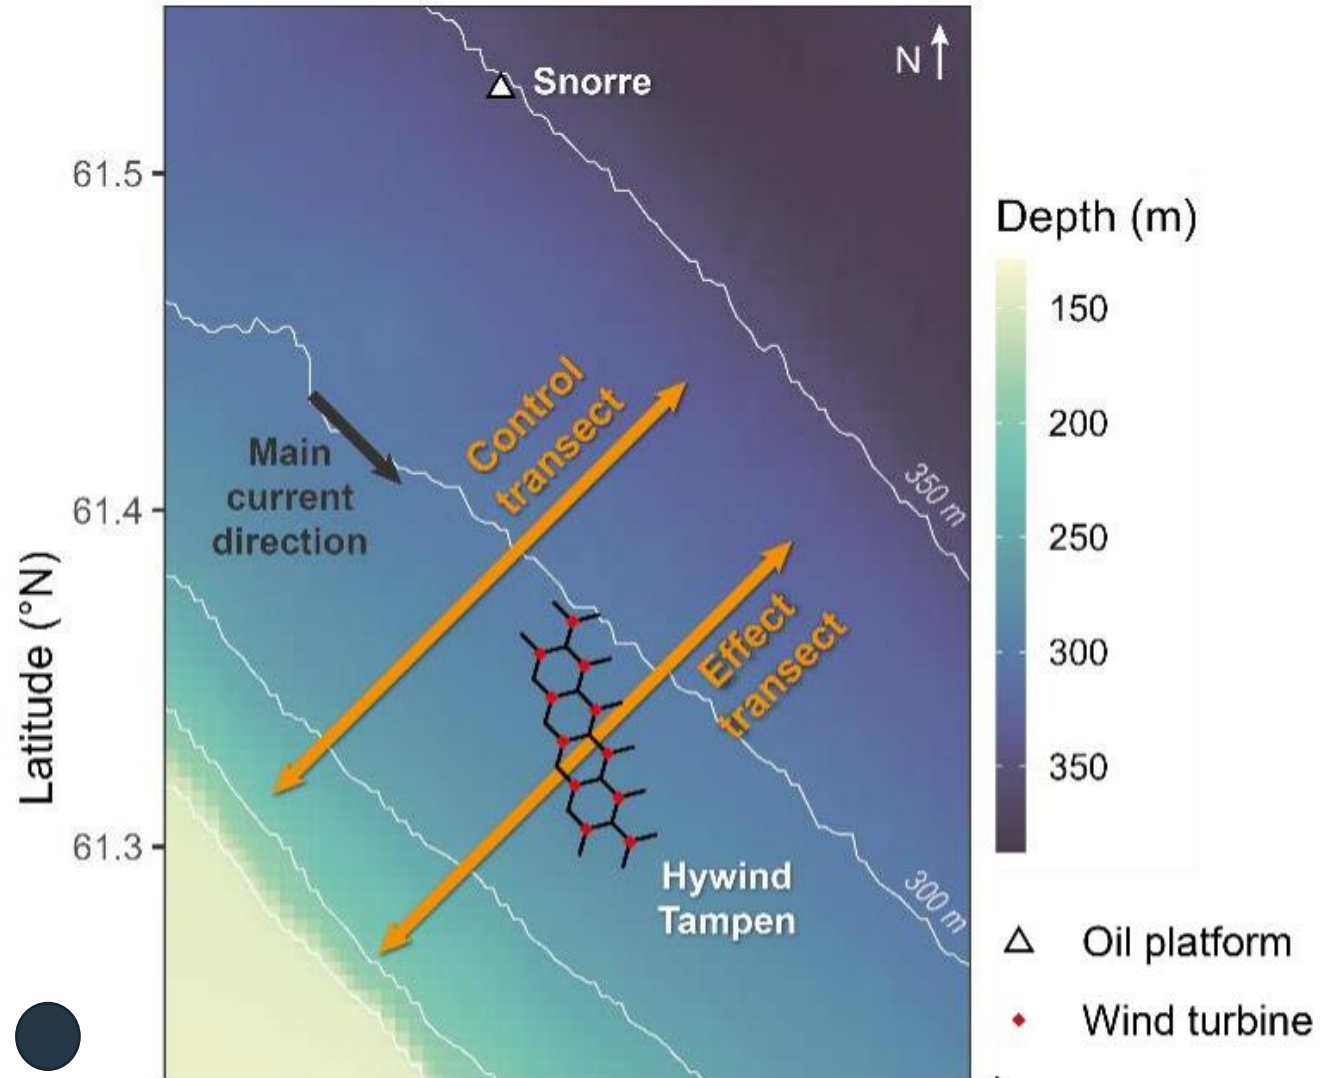 Snorre
N
61.5
Depth (m)
150
200
250
300
350
Control
transect
Main
current
direction
61.4
350 m
Latitude (°N)
Effect
transect
61.3
Hywind
Tampen
300 m
Oil platform
Wind turbine